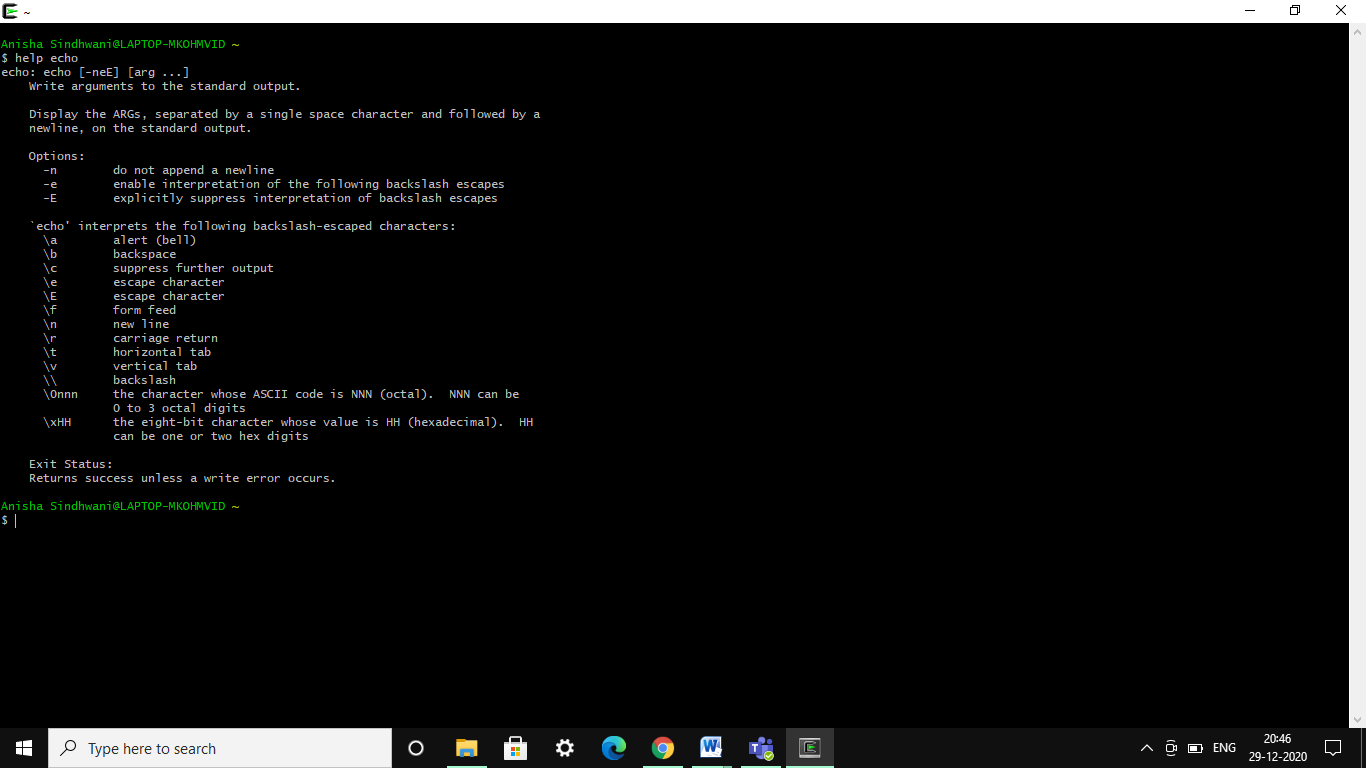 ~
Anisha Sindhwani@LAPTOP-MKOHMVID ~
$ help echo
echo: echo [-neE] [arg ...]
    Write arguments to the standard output.

    Display the ARGs, separated by a single space character and followed by a
    newline, on the standard output.

    Options:
      -n        do not append a newline
      -e        enable interpretation of the following backslash escapes
      -E        explicitly suppress interpretation of backslash escapes

    `echo' interprets the following backslash-escaped characters:
      \a        alert (bell)
      \b        backspace
      \c        suppress further output
      \e        escape character
      \E        escape character
      \f        form feed
      \n        new line
      \r        carriage return
      \t        horizontal tab
      \v        vertical tab
      \\        backslash
      \0nnn     the character whose ASCII code is NNN (octal).  NNN can be
                0 to 3 octal digits
      \xHH      the eight-bit character whose value is HH (hexadecimal).  HH
                can be one or two hex digits

    Exit Status:
    Returns success unless a write error occurs.

Anisha Sindhwani@LAPTOP-MKOHMVID ~
$
Type here to search
ENG
20:46
29-12-2020